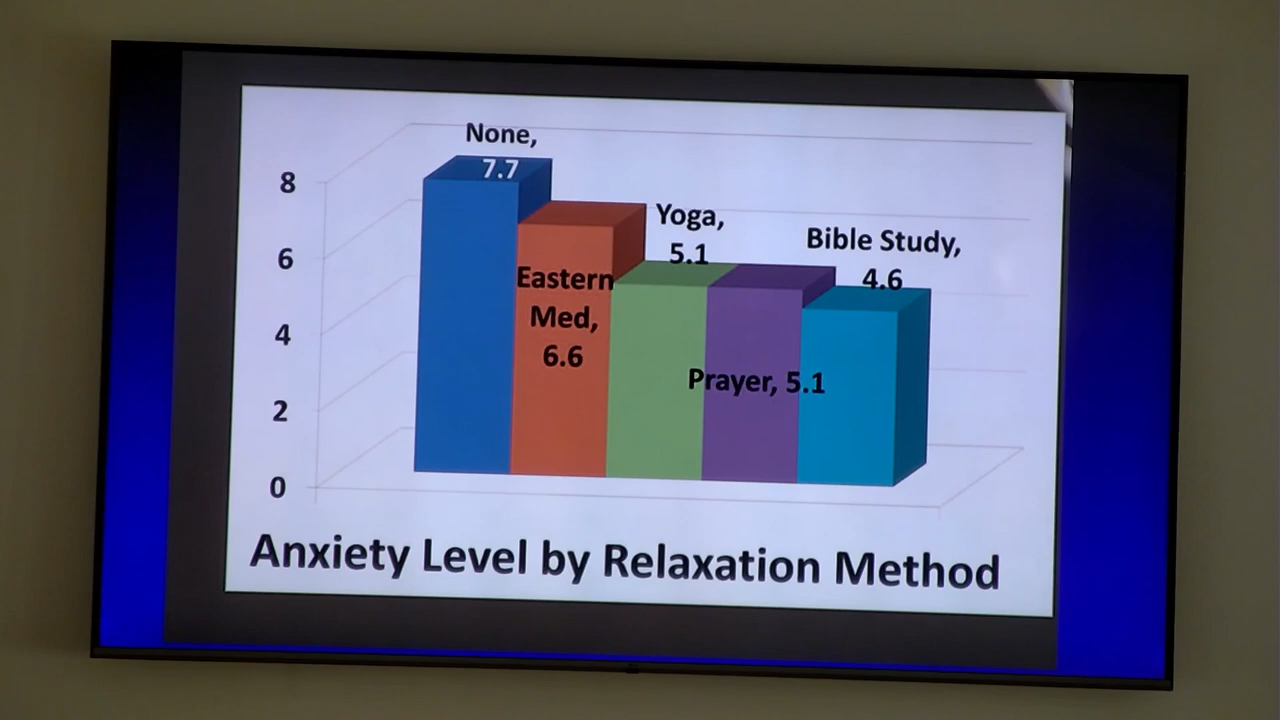 None,
7.7
8
6
4
2
0
Eastern
Med,
6.6
Yoga,
5.1
Prayer, 5.1
Bible Study,
4.6
Anxiety Level by Relaxation Method